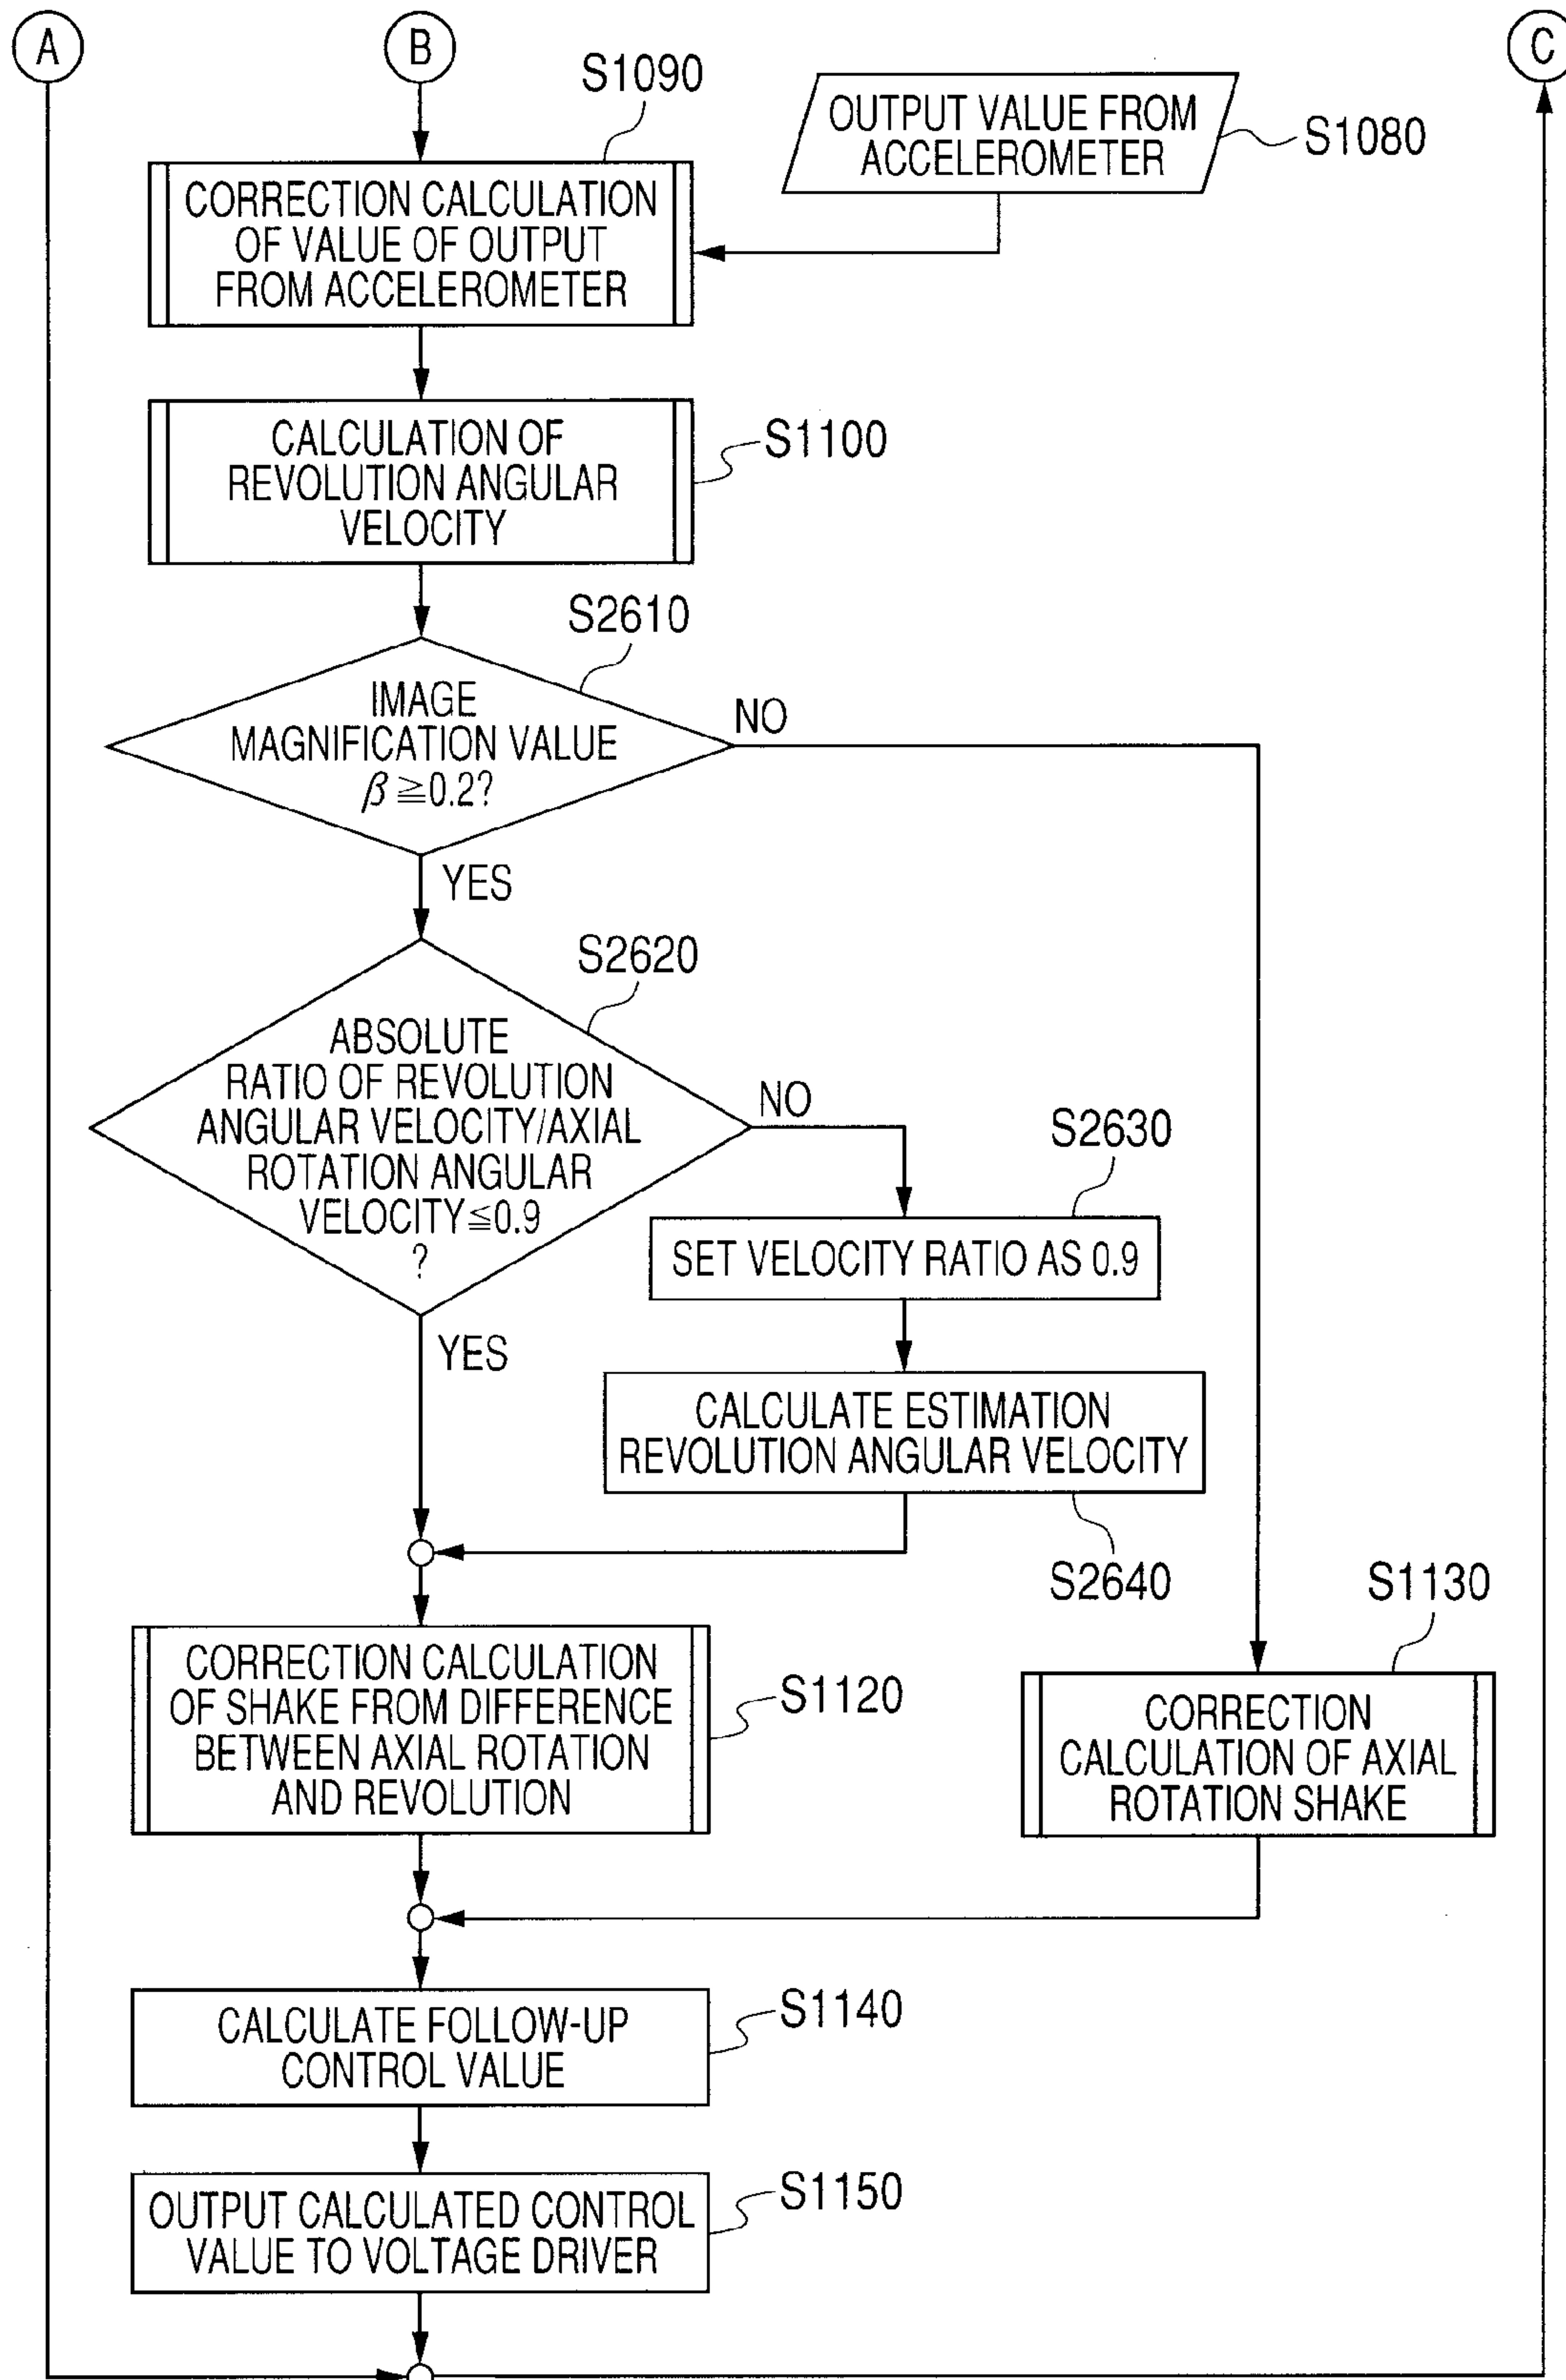 A
B
C
S1090
OUTPUT VALUE FROM
ACCELEROMETER
S1080
CORRECTION CALCULATION
OF VALUE OF OUTPUT
FROM ACCELEROMETER
CALCULATION OF
REVOLUTION ANGULAR
VELOCITY
S1100
S2610
IMAGE
MAGNIFICATION VALUE
β≧0.2?
NO
YES
S2620
ABSOLUTE
RATIO OF REVOLUTION
ANGULAR VELOCITY/AXIAL
ROTATION ANGULAR
VELOCITY≦0.9
?
NO
S2630
SET VELOCITY RATIO AS 0.9
YES
CALCULATE ESTIMATION
REVOLUTION ANGULAR VELOCITY
S2640
S1130
CORRECTION CALCULATION
OF SHAKE FROM DIFFERENCE
BETWEEN AXIAL ROTATION
AND REVOLUTION
S1120
CORRECTION
CALCULATION OF AXIAL
ROTATION SHAKE
CALCULATE FOLLOW-UP
CONTROL VALUE
S1140
OUTPUT CALCULATED CONTROL
VALUE TO VOLTAGE DRIVER
S1150